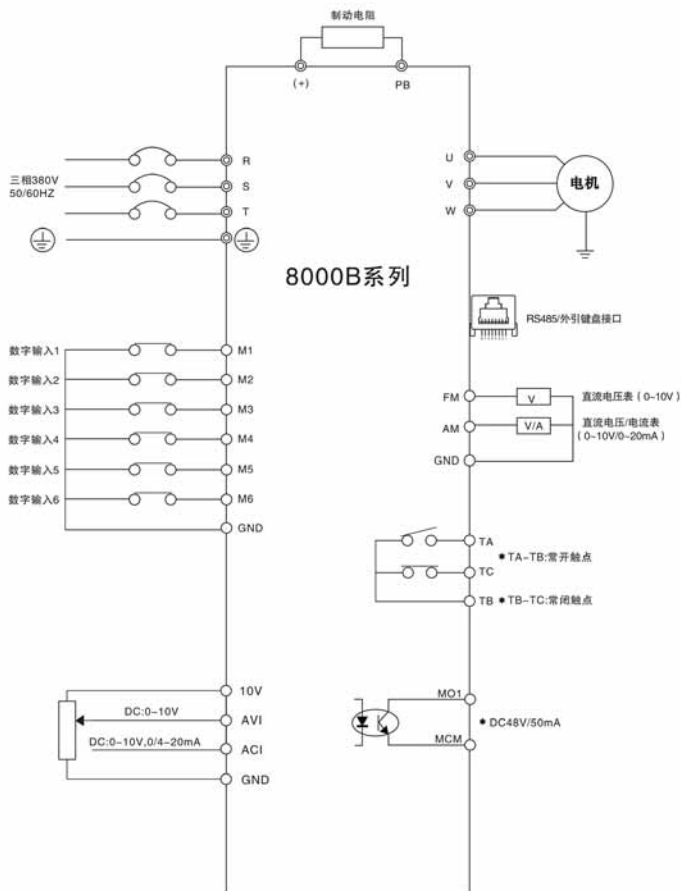 制动电阻
(+)
PB
R
S
T
三相380V
50/60HZ
U
V
W
电机
8000B系列
RS485/外引键盘接口
数字输入1
M1
数字输入2
M2
数字输入3
M3
数字输入4
M4
数字输入5
M5
数字输入6
M6
GND
FM
V
直流电压表（0~10V）
AM
V/A
直流电压/电流表
（0~10V/0~20mA）
GND
TA
＊TA-TB:常开触点
TC
TB
＊TB-TC:常闭触点
10V
DC:0-10V
AVI
DC:0-10V,0/4-20mA
ACI
GND
MO1
＊DC48V/50mA
MCM